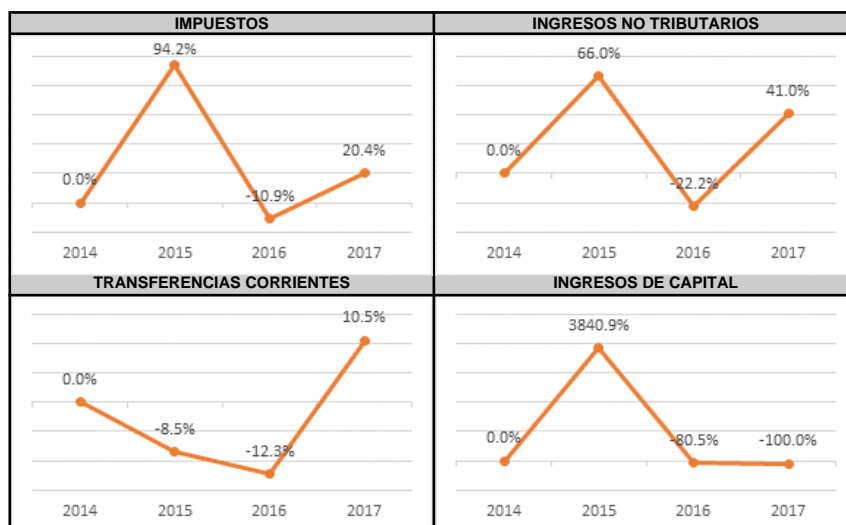 IMPUESTOS
94.2%
0.0%
-10.9%
20.4%
2014 2015 2016 2017
INGRESOS NO TRIBUTARIOS
66.0%
0.0%
-22.2%
41.0%
2014 2015 2016 2017
TRANSFERENCIAS CORRIENTES
0.0%
-8.5%
-12.3%
10.5%
2014 2015 2016 2017
INGRESOS DE CAPITAL
3840.9%
0.0%
-80.5%
-100.0%
2014 2015 2016 2017